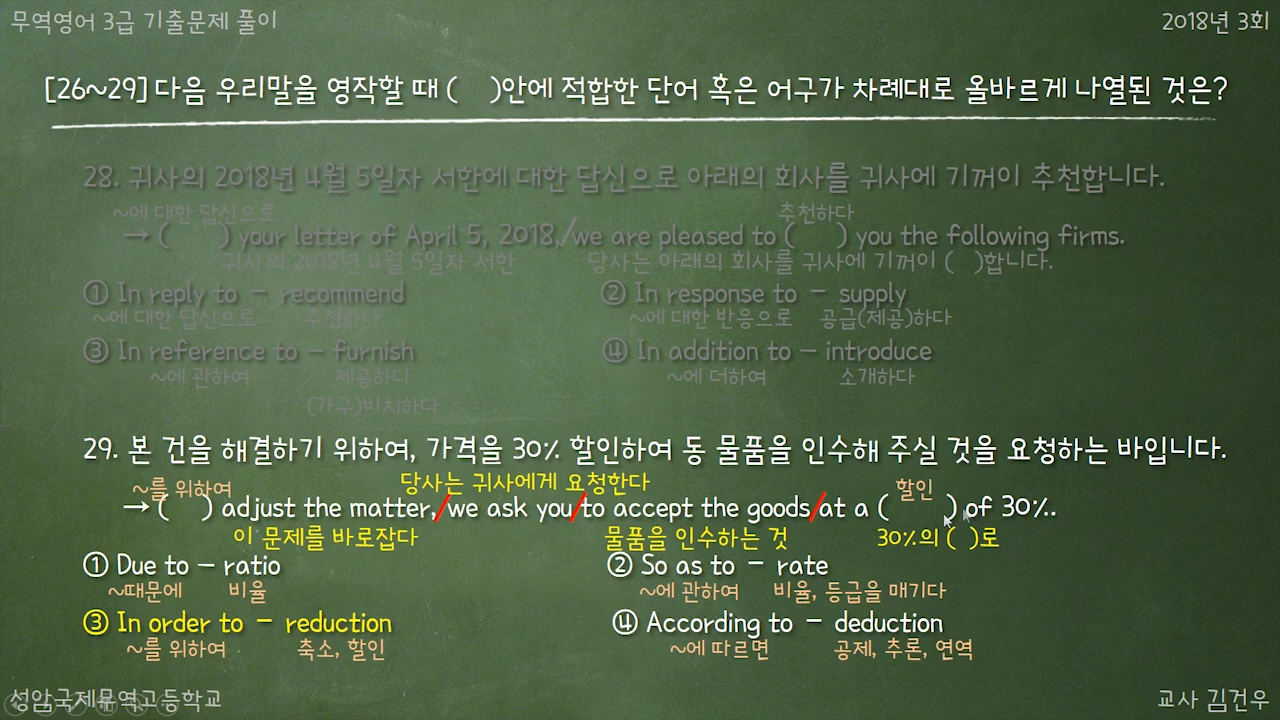 무역영어 3급 기출문제 풀이
2018년 3회
[26~29] 다음 우리말을 영작할 때 ( )안에 적합한 단어 혹은 어구가 차례대로 올바르게 나열된 것은?
28. 귀사의 2018년 4월 5일자 서한에 대한 답신으로 아래의 회사를 귀사에 기꺼이 추천합니다.
~에 대한 답신으로 추천하다
→ ( ) your letter of April 5, 2018,/we are pleased to ( ) you the following firms.
귀사의 2018년 4월 5일자 서한 당사는 아래의 회사를 귀사에 기꺼이 ( )합니다.
① In reply to - recommend ② In response to - supply
~에 대한 답신으로 추천하다 ~에 대한 반응으로 공급(제공)하다
③ In reference to - furnish ④ In addition to - introduce
~에 관하여 제공하다 ~에 더하여 소개하다
(가구)비치하다
29. 본 건을 해결하기 위하여, 가격을 30% 할인하여 동 물품을 인수해 주실 것을 요청하는 바입니다.
~를 위하여 당사는 귀사에게 요청한다 할인
→ ( ) adjust the matter,/we ask you/to accept the goods/at a ( ) of 30%.
이 문제를 바로잡다 물품을 인수하는 것 30%의 ( )로
① Due to - ratio ② So as to - rate
~때문에 비율 ~에 관하여 비율, 등급을 매기다
③ In order to - reduction ④ According to - deduction
~를 위하여 축소, 할인 ~에 따르면 공제, 추론, 연역
성암국제무역고등학교
교사 김건우